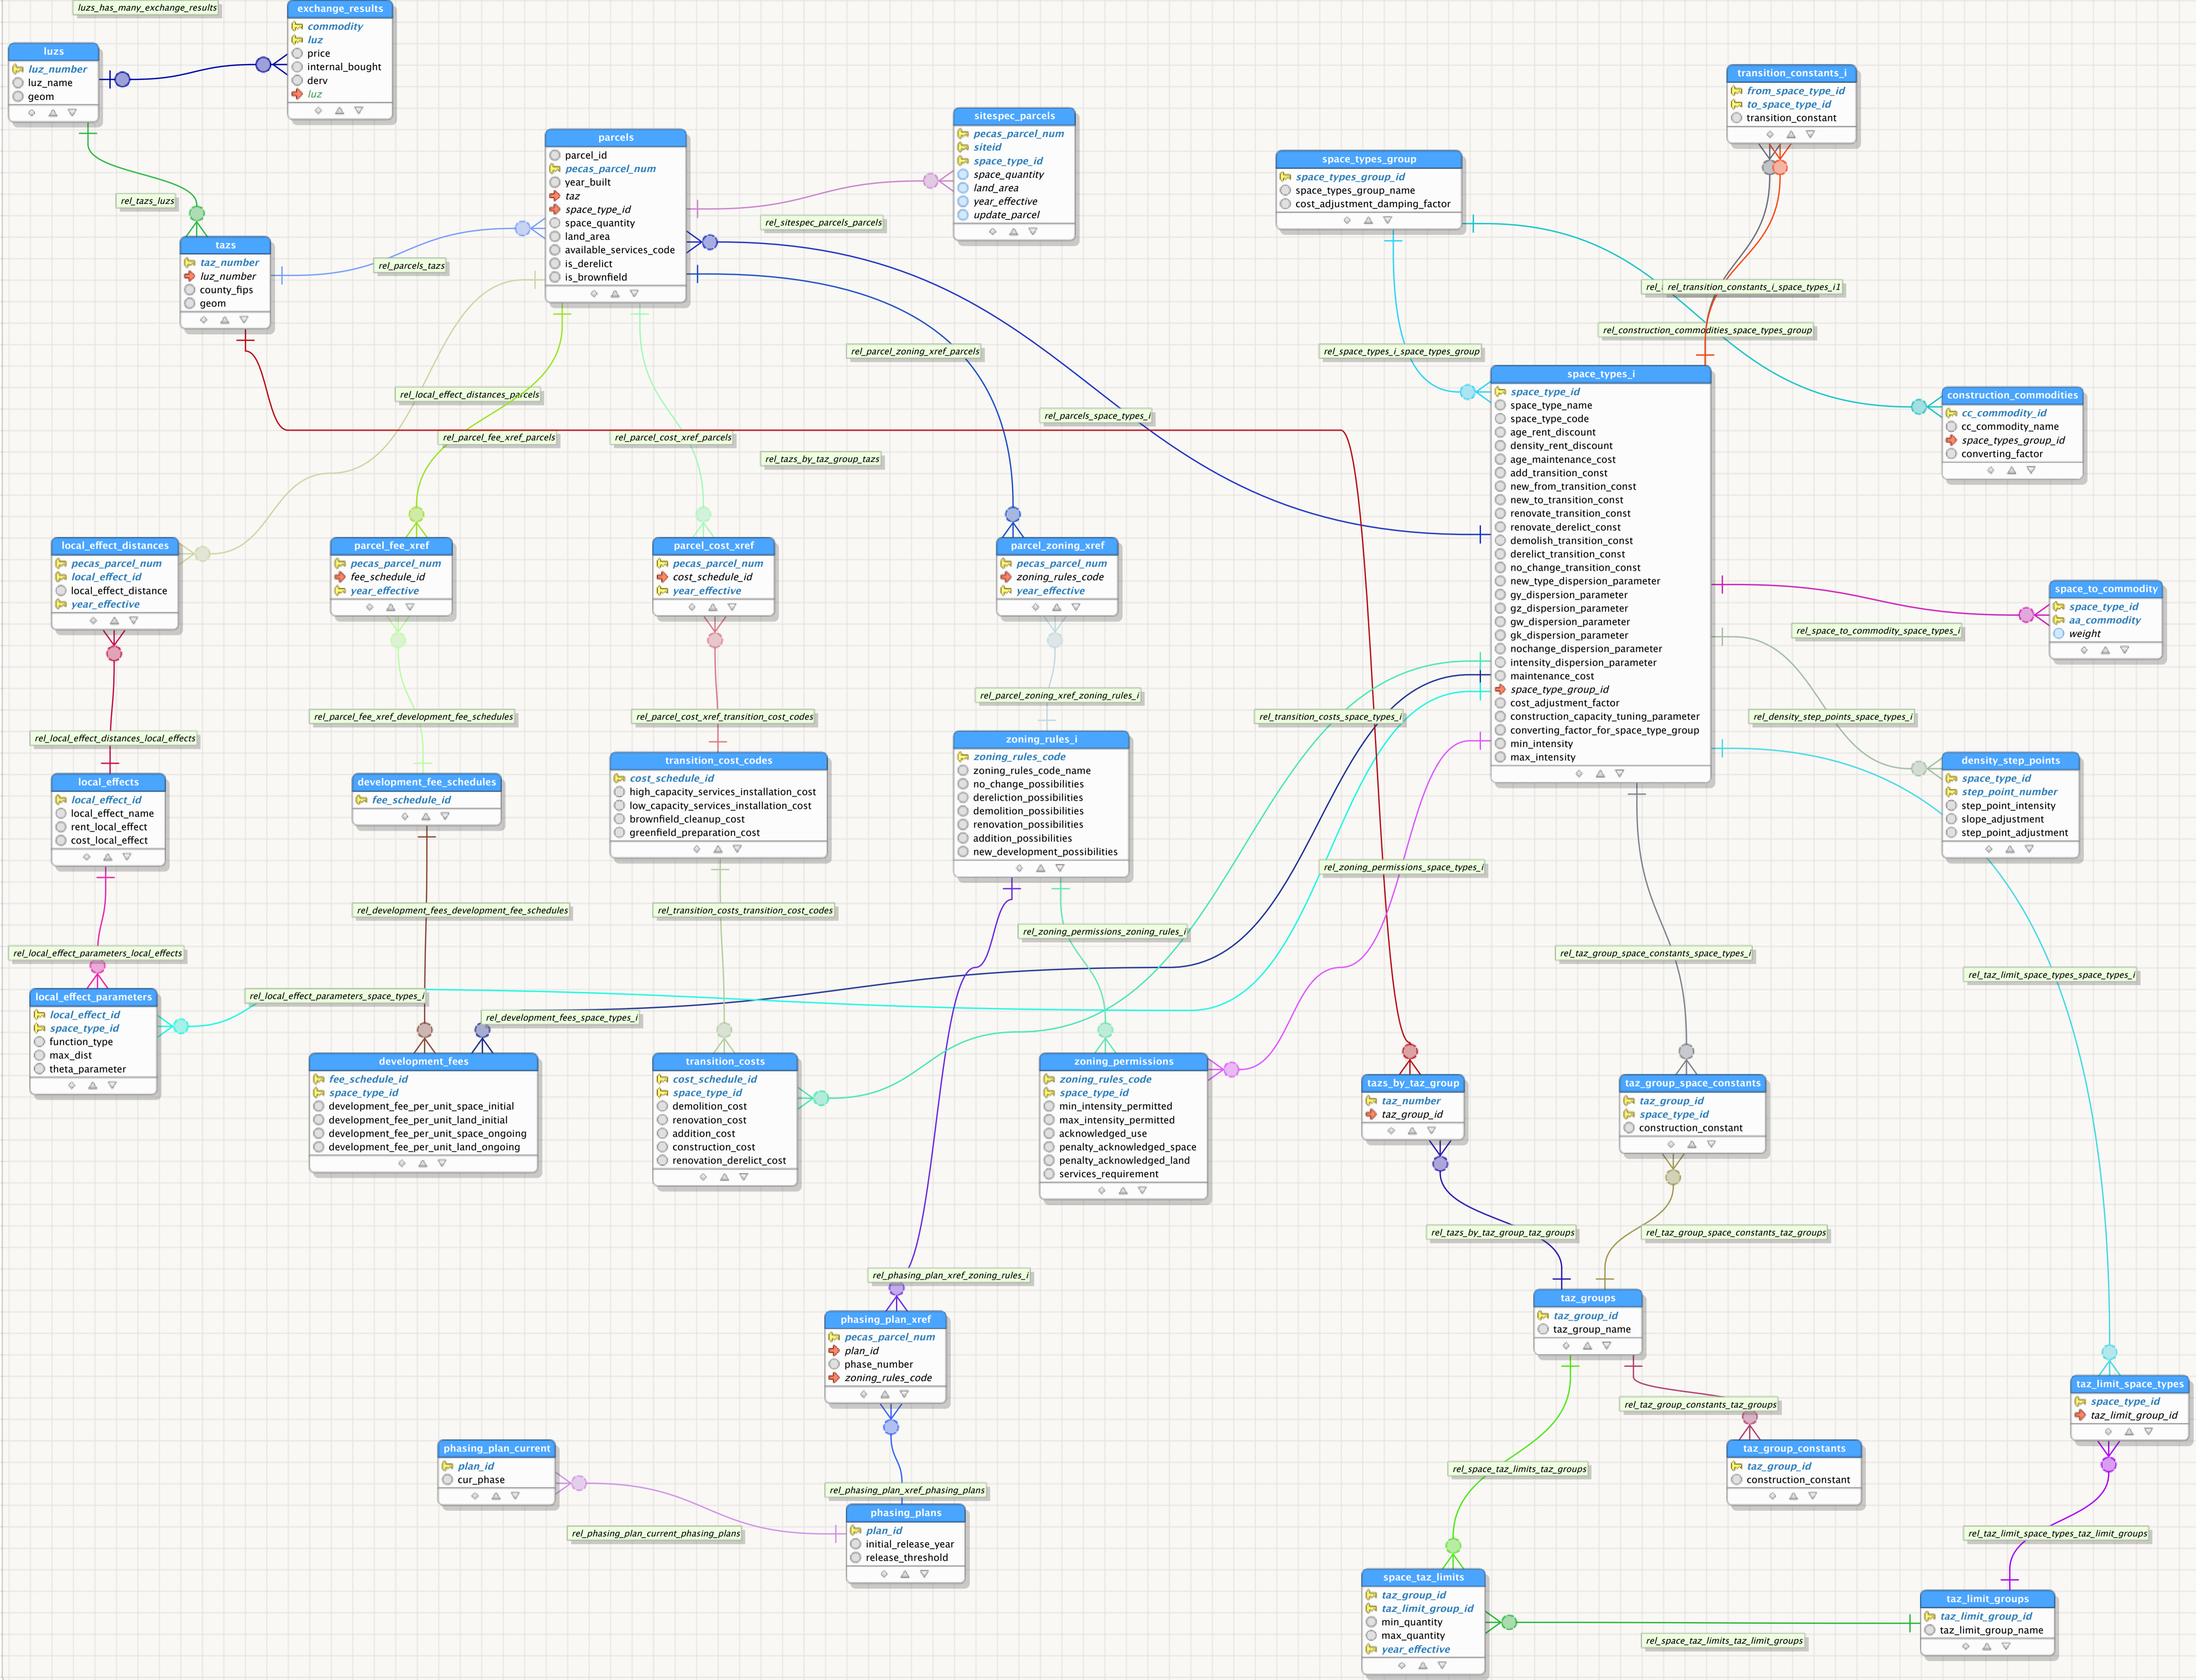 luzs_has_many_exchange_results
exchange_results
commodity
luz
price
internal_bought
derv
luz
luzs
luz_number
luz_name
geom
transition_constants_i
from_space_type_id
to_space_type_id
transition_constant
parcels
parcel_id
pecas_parcel_num
year_built
taz
space_type_id
space_quantity
land_area
available_services_code
is_derelict
is_brownfield
sitespec_parcels
pecas_parcel_num
siteid
space_type_id
space_quantity
land_area
year_effective
update_parcel
space_types_group
space_types_group_id
space_types_group_name
cost_adjustment_damping_factor
rel_tazs_luzs
rel_sitespec_parcels_parcels
tazs
taz_number
luz_number
county_fips
geom
rel_parcels_tazs
rel_
rel_transition_constants_i_space_types_i1
rel_construction_commodities_space_types_group
rel_parcel_zoning_xref_parcels
rel_space_types_i_space_types_group
space_types_i
space_type_id
space_type_name
space_type_code
age_rent_discount
density_rent_discount
age_maintenance_cost
add_transition_const
new_from_transition_const
new_to_transition_const
renovate_transition_const
renovate_derelict_const
demolish_transition_const
derelict_transition_const
no_change_transition_const
new_type_dispersion_parameter
gy_dispersion_parameter
gz_dispersion_parameter
gw_dispersion_parameter
gk_dispersion_parameter
nochange_dispersion_parameter
intensity_dispersion_parameter
maintenance_cost
space_type_group_id
cost_adjustment_factor
construction_capacity_tuning_parameter
converting_factor_for_space_type_group
min_intensity
max_intensity
construction_commodities
cc_commodity_id
cc_commodity_name
space_types_group_id
converting_factor
rel_local_effect_distances_parcels
rel_parcels_space_types_i
rel_parcel_fee_xref_parcels
rel_parcel_cost_xref_parcels
rel_tazs_by_taz_group_tazs
local_effect_distances
pecas_parcel_num
local_effect_id
local_effect_distance
year_effective
parcel_fee_xref
pecas_parcel_num
fee_schedule_id
year_effective
parcel_cost_xref
pecas_parcel_num
cost_schedule_id
year_effective
parcel_zoning_xref
pecas_parcel_num
zoning_rules_code
year_effective
space_to_commodity
space_type_id
aa_commodity
weight
rel_space_to_commodity_space_types_i
rel_parcel_zoning_xref_zoning_rules_i
rel_parcel_fee_xref_development_fee_schedules
rel_parcel_cost_xref_transition_cost_codes
rel_transition_costs_space_types_i
rel_density_step_points_space_types_i
rel_local_effect_distances_local_effects
local_effects
local_effect_id
local_effect_name
rent_local_effect
cost_local_effect
development_fee_schedules
fee_schedule_id
transition_cost_codes
cost_schedule_id
high_capacity_services_installation_cost
low_capacity_services_installation_cost
brownfield_cleanup_cost
greenfield_preparation_cost
zoning_rules_i
zoning_rules_code
zoning_rules_code_name
no_change_possibilities
dereliction_possibilities
demolition_possibilities
renovation_possibilities
addition_possibilities
new_development_possibilities
density_step_points
space_type_id
step_point_number
step_point_intensity
slope_adjustment
step_point_adjustment
rel_zoning_permissions_space_types_i
rel_development_fees_development_fee_schedules
rel_transition_costs_transition_cost_codes
rel_zoning_permissions_zoning_rules_i
rel_local_effect_parameters_local_effects
rel_taz_group_space_constants_space_types_i
rel_taz_limit_space_types_space_types_i
local_effect_parameters
local_effect_id
space_type_id
function_type
max_dist
theta_parameter
rel_local_effect_parameters_space_types_i
rel_development_fees_space_types_i
development_fees
fee_schedule_id
space_type_id
development_fee_per_unit_space_initial
development_fee_per_unit_land_initial
development_fee_per_unit_space_ongoing
development_fee_per_unit_land_ongoing
transition_costs
cost_schedule_id
space_type_id
demolition_cost
renovation_cost
addition_cost
construction_cost
renovation_derelict_cost
zoning_permissions
zoning_rules_code
space_type_id
min_intensity_permitted
max_intensity_permitted
acknowledged_use
penalty_acknowledged_space
penalty_acknowledged_land
services_requirement
tazs_by_taz_group
taz_number
taz_group_id
taz_group_space_constants
taz_group_id
space_type_id
construction_constant
rel_tazs_by_taz_group_taz_groups
rel_taz_group_space_constants_taz_groups
rel_phasing_plan_xref_zoning_rules_i
phasing_plan_xref
pecas_parcel_num
plan_id
phase_number
zoning_rules_code
taz_groups
taz_group_id
taz_group_name
taz_limit_space_types
space_type_id
taz_limit_group_id
rel_taz_group_constants_taz_groups
taz_group_constants
taz_group_id
construction_constant
phasing_plan_current
plan_id
cur_phase
rel_space_taz_limits_taz_groups
rel_phasing_plan_xref_phasing_plans
phasing_plans
plan_id
initial_release_year
release_threshold
rel_phasing_plan_current_phasing_plans
rel_taz_limit_space_types_taz_limit_groups
space_taz_limits
taz_group_id
taz_limit_group_id
min_quantity
max_quantity
year_effective
taz_limit_groups
taz_limit_group_id
taz_limit_group_name
rel_space_taz_limits_taz_limit_groups